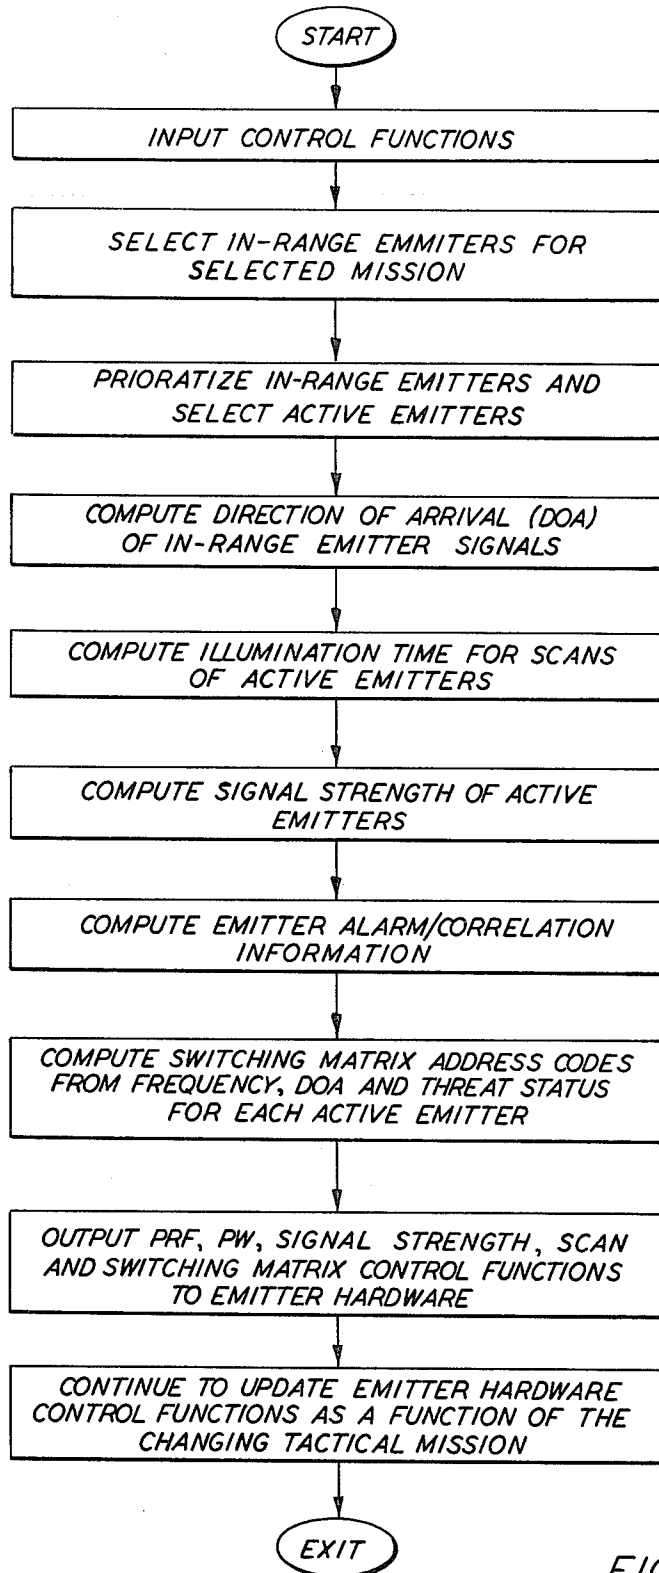 START
INPUT CONTROL FUNCTIONS
SELECT IN-RANGE EMMITERS FOR
SELECTED MISSION
PRIORATIZE IN-RANGE EMITTERS AND
SELECT ACTIVE EMITTERS
COMPUTE DIRECTION OF ARRIVAL (DOA)
OF IN-RANGE EMITTER SIGNALS
COMPUTE ILLUMINATION TIME FOR SCANS
OF ACTIVE EMITTERS
COMPUTE SIGNAL STRENGTH OF ACTIVE
EMITTERS
COMPUTE EMITTER ALARM/CORRELATION
INFORMATION
COMPUTE SWITCHING MATRIX ADDRESS CODES
FROM FREQUENCY, DOA AND THREAT STATUS
FOR EACH ACTIVE EMITTER
OUTPUT PRF, PW, SIGNAL STRENGTH, SCAN
AND SWITCHING MATRIX CONTROL FUNCTIONS
TO EMITTER HARDWARE
CONTINUE TO UPDATE EMITTER HARDWARE
CONTROL FUNCTIONS AS A FUNCTION OF THE
CHANGING TACTICAL MISSION
EXIT